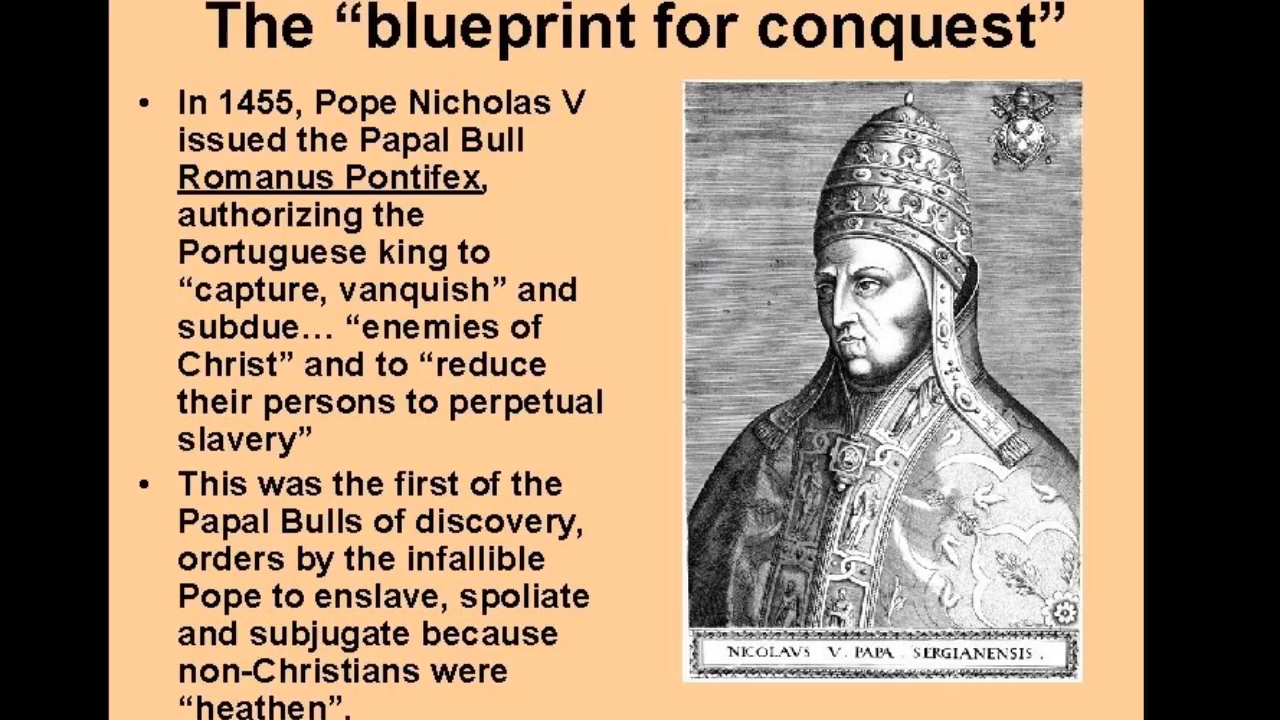 The “blueprint for conquest”
• In 1455, Pope Nicholas V
issued the Papal Bull
Romanus Pontifex,
authorizing the
Portuguese king to
“capture, vanquish” and
subdue… “enemies of
Christ” and to “reduce
their persons to perpetual
slavery”
• This was the first of the
Papal Bulls of discovery,
orders by the infallible
Pope to enslave, spoliate
and subjugate because
non-Christians were
“heathen”.
NICOLAVS V. PAPA. SERGIANENSIS.